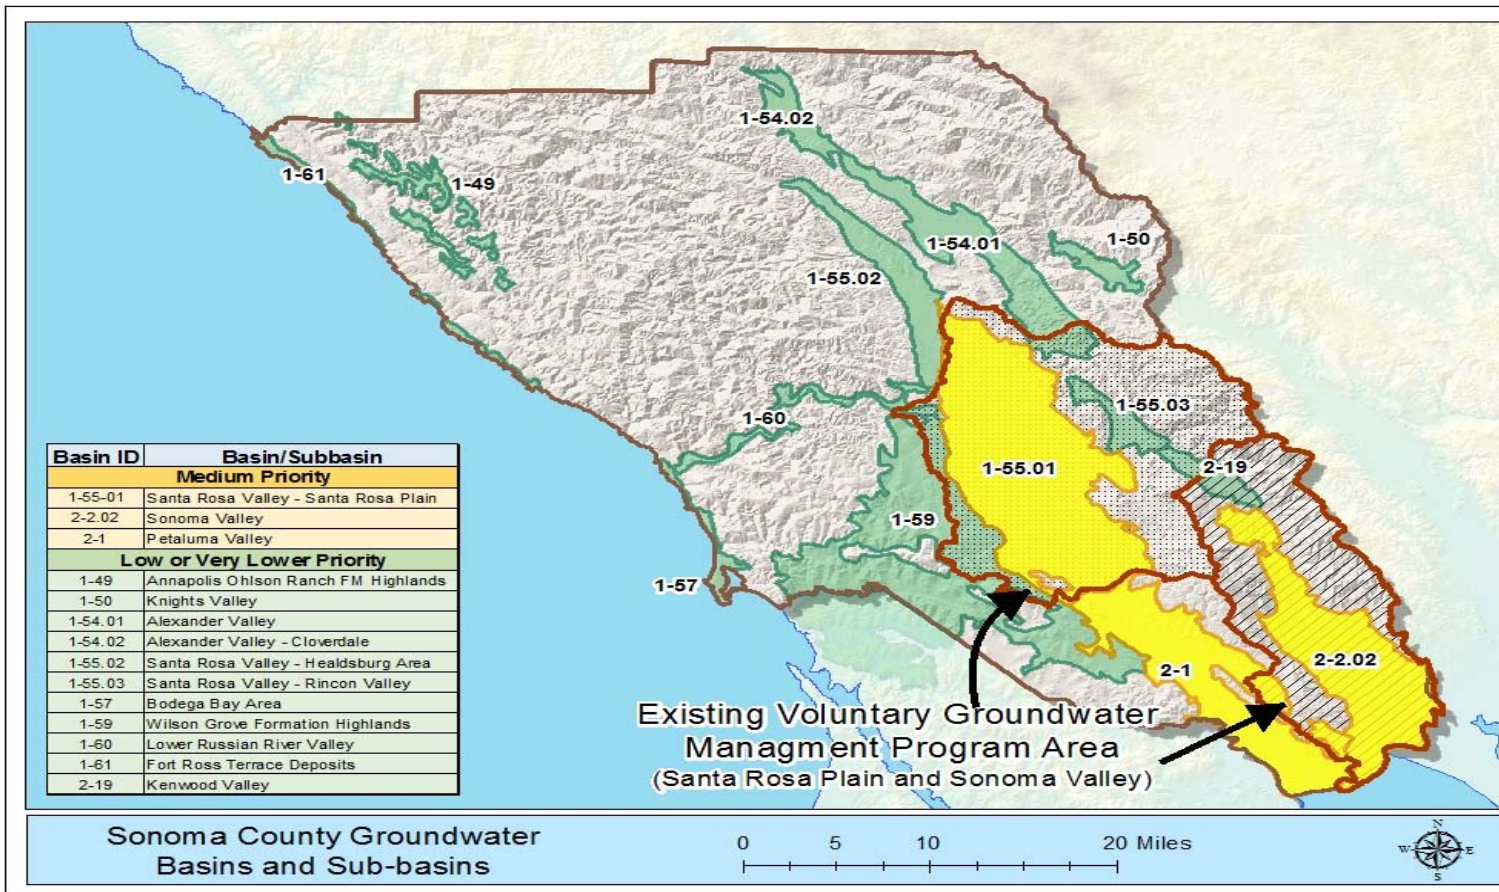 1-54.02
1-61
1-49
1-54.01
1-50
1-55.02
1-60
1-55.03
1-55.01
2-19
1-59
1-57
2-1
2-2.02
Existing Voluntary Groundwater
Managment Program Area
(Santa Rosa Plain and Sonoma Valley)
Basin ID Basin/Subbasin
Medium Priority
1-55-01 Santa Rosa Valley - Santa Rosa Plain
2-2.02 Sonoma Valley
2-1 Petaluma Valley
Low or Very Lower Priority
1-49 Annapolis Ohlson Ranch FM Highlands
1-50 Knights Valley
1-54.01 Alexander Valley
1-54.02 Alexander Valley - Cloverdale
1-55.02 Santa Rosa Valley - Healdsburg Area
1-55.03 Santa Rosa Valley - Rincon Valley
1-57 Bodega Bay Area
1-59 Wilson Grove Formation Highlands
1-60 Lower Russian River Valley
1-61 Fort Ross Terrace Deposits
2-19 Kenwood Valley
Sonoma County Groundwater
Basins and Sub-basins
0 5 10 20 Miles
N
W E
S